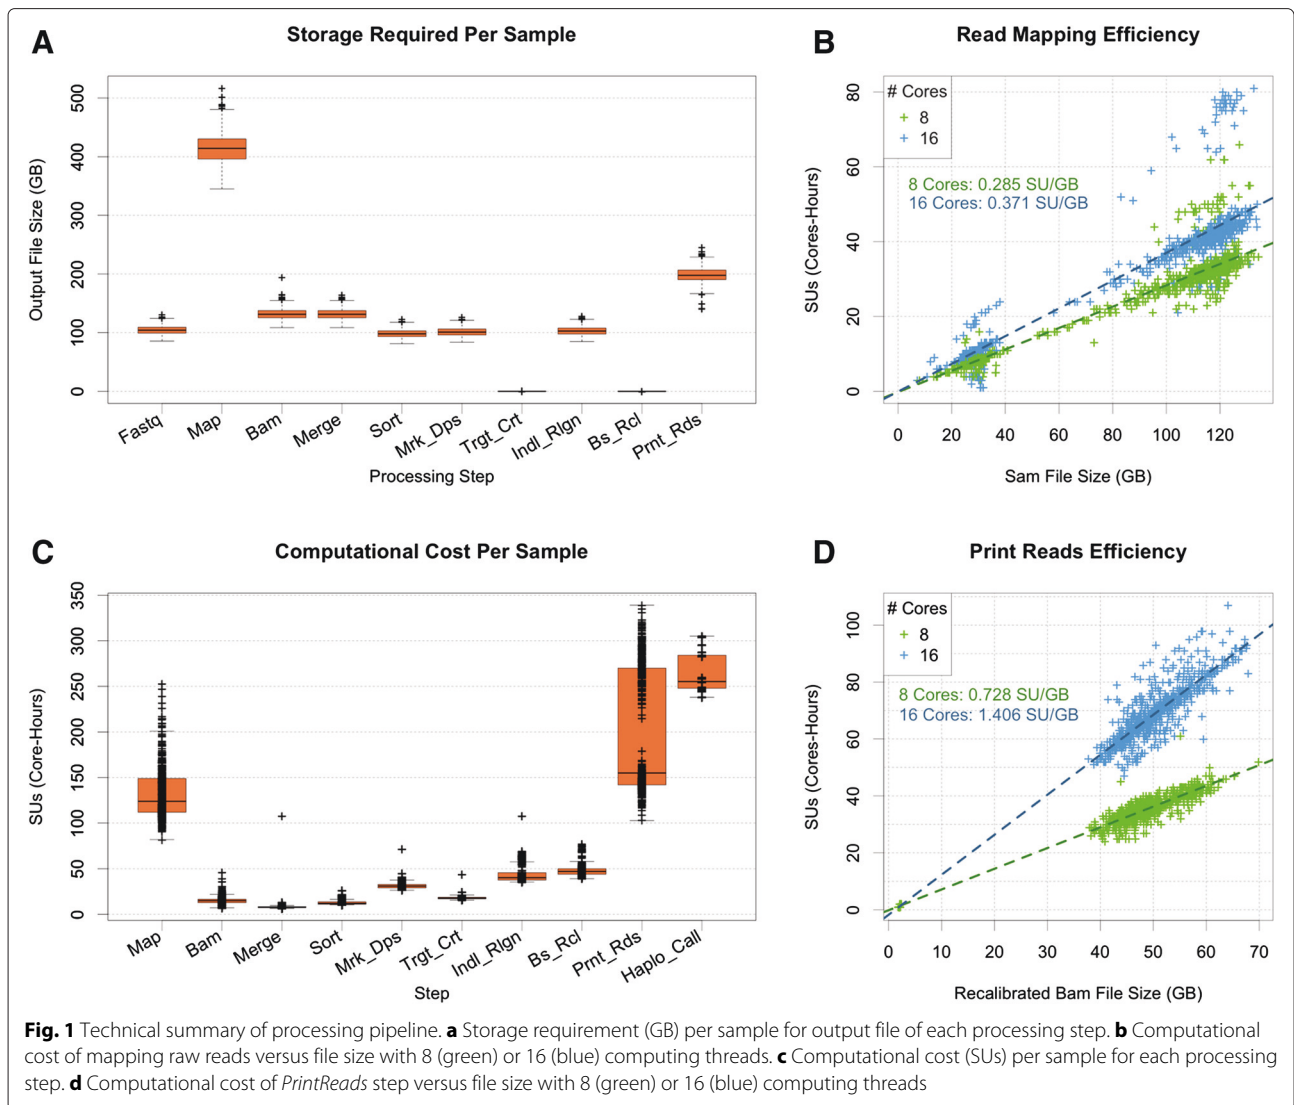 A
Storage Required Per Sample
Output File Size (GB)
500
400
300
200
100
0
Fastq
Map
Bam
Merge
Sort
Mrk_Dps
Trgt_Crt
Indl_Rlgn
Bs_Rcl
Prnt_Rds
Processing Step
B
Read Mapping Efficiency
# Cores
8
16
8 Cores: 0.285 SU/GB
16 Cores: 0.371 SU/GB
SUs (Cores-Hours)
80
60
40
20
0
0 20 40 60 80 100 120
Sam File Size (GB)
C
Computational Cost Per Sample
SUs (Core-Hours)
350
300
250
200
150
100
50
0
Map
Bam
Merge
Sort
Mrk_Dps
Trgt_Crt
Indl_Rlgn
Bs_Rcl
Prnt_Rds
Haplo_Call
Step
D
Print Reads Efficiency
# Cores
8
16
8 Cores: 0.728 SU/GB
16 Cores: 1.406 SU/GB
SUs (Cores-Hours)
100
80
60
40
20
0
0 10 20 30 40 50 60 70
Recalibrated Bam File Size (GB)
Fig. 1 Technical summary of processing pipeline. a Storage requirement (GB) per sample for output file of each processing step. b Computational
cost of mapping raw reads versus file size with 8 (green) or 16 (blue) computing threads. c Computational cost (SUs) per sample for each processing
step. d Computational cost of PrintReads step versus file size with 8 (green) or 16 (blue) computing threads